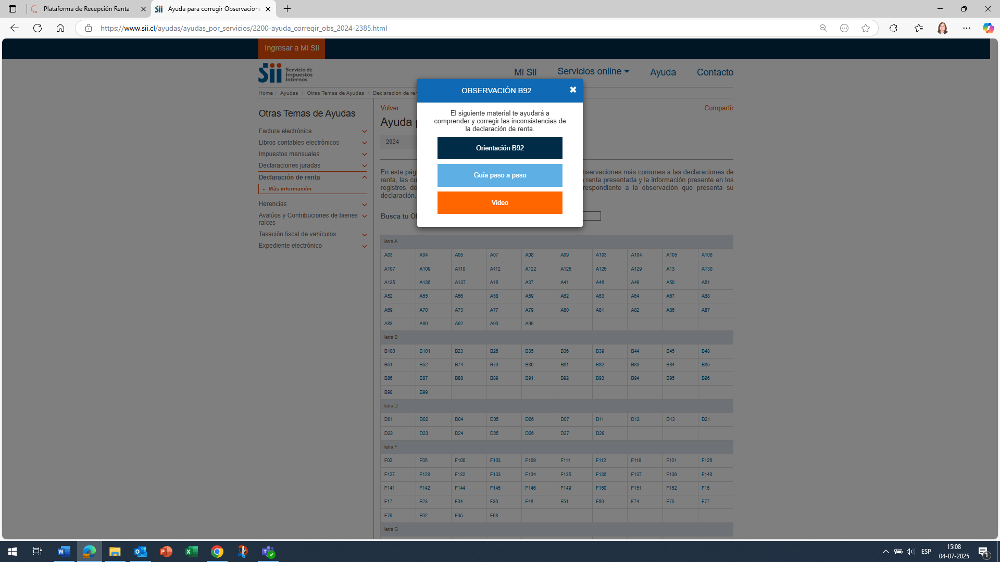 Plataforma de Recepción Renta
Ayuda para corregir Observacione
https://www.sii.cl/ayudas/ayudas_por_servicios/2200-ayuda_corregir_obs_2024-2385.html
Ingresar a Mi Sii
Sii Servicio de
Impuestos
Internos
Mi Sii Servicios online Ayuda Contacto
Home / Ayudas / Otras Temas de Ayudas / Declaración de ren
Otras Temas de Ayudas
Factura electrónica
Libros contables electrónicos
Impuestos mensuales
Declaraciones juradas
Declaración de renta
Más información
Herencias
Avalúos y Contribuciones de bienes
raíces
Tasación fiscal de vehículos
Expediente electrónico
Volver Compartir
Ayuda p
2024
OBSERVACIÓN B92
El siguiente material te ayudará a
comprender y corregir las inconsistencias de
la declaración de renta.
Orientación B92
Guía paso a paso
Video
En esta pági bservaciones más comunes a las declaraciones de
renta, las cu renta presentada y la información presente en los
registros de respondiente a la observación que presenta su
declaración.
Busca tu O
letra A
A03 A04 A05 A07 A08 A09 A103 A104 A105 A106
A107 A109 A110 A112 A122 A125 A126 A129 A13 A130
A135 A136 A137 A18 A37 A41 A48 A49 A50 A51
A52 A55 A56 A58 A59 A62 A63 A64 A67 A68
A69 A70 A73 A77 A79 A80 A81 A82 A86 A87
A88 A89 A92 A96 A99
letra B
B100 B101 B23 B26 B35 B36 B39 B44 B45 B48
B51 B52 B74 B76 B80 B81 B82 B83 B84 B85
B86 B87 B88 B89 B91 B92 B93 B94 B95 B96
B98 B99
letra D
D01 D02 D04 D05 D06 D07 D11 D12 D13 D21
D22 D23 D24 D25 D26 D27 D28
letra F
F02 F05 F100 F103 F109 F111 F112 F119 F121 F126
F127 F129 F132 F133 F134 F135 F136 F137 F139 F140
F141 F142 F144 F145 F146 F149 F150 F151 F152 F16
F17 F23 F34 F36 F48 F51 F69 F74 F75 F77
F79 F92 F95 F98
letra G
ESP
15:08
04-07-2025
1